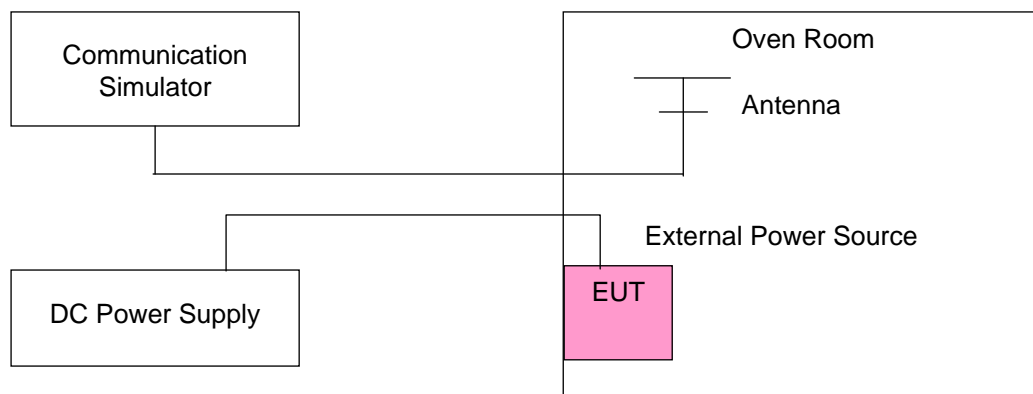 Communication
Simulator
Oven Room
Antenna
External Power Source
DC Power Supply
EUT